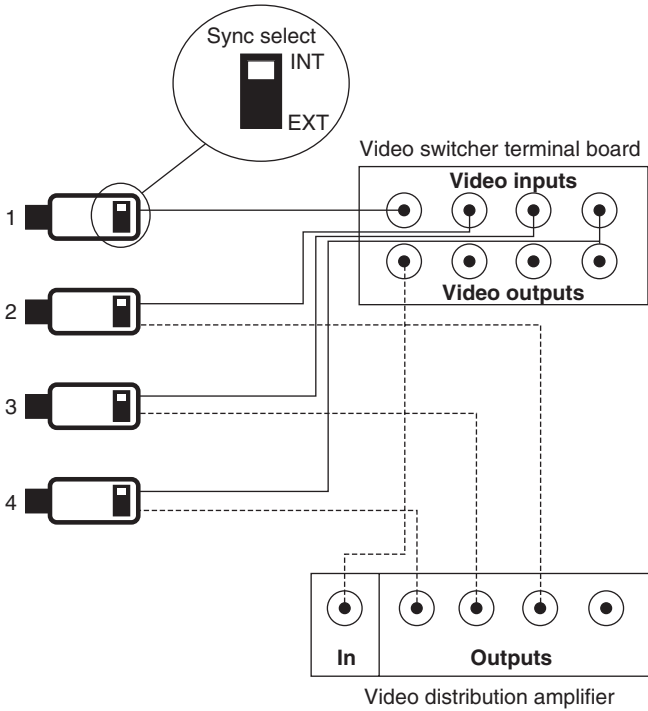 Sync select
INT
EXT
Video switcher terminal board
Video inputs
1
Video outputs
2
3
4
In
Outputs
Video distribution amplifier